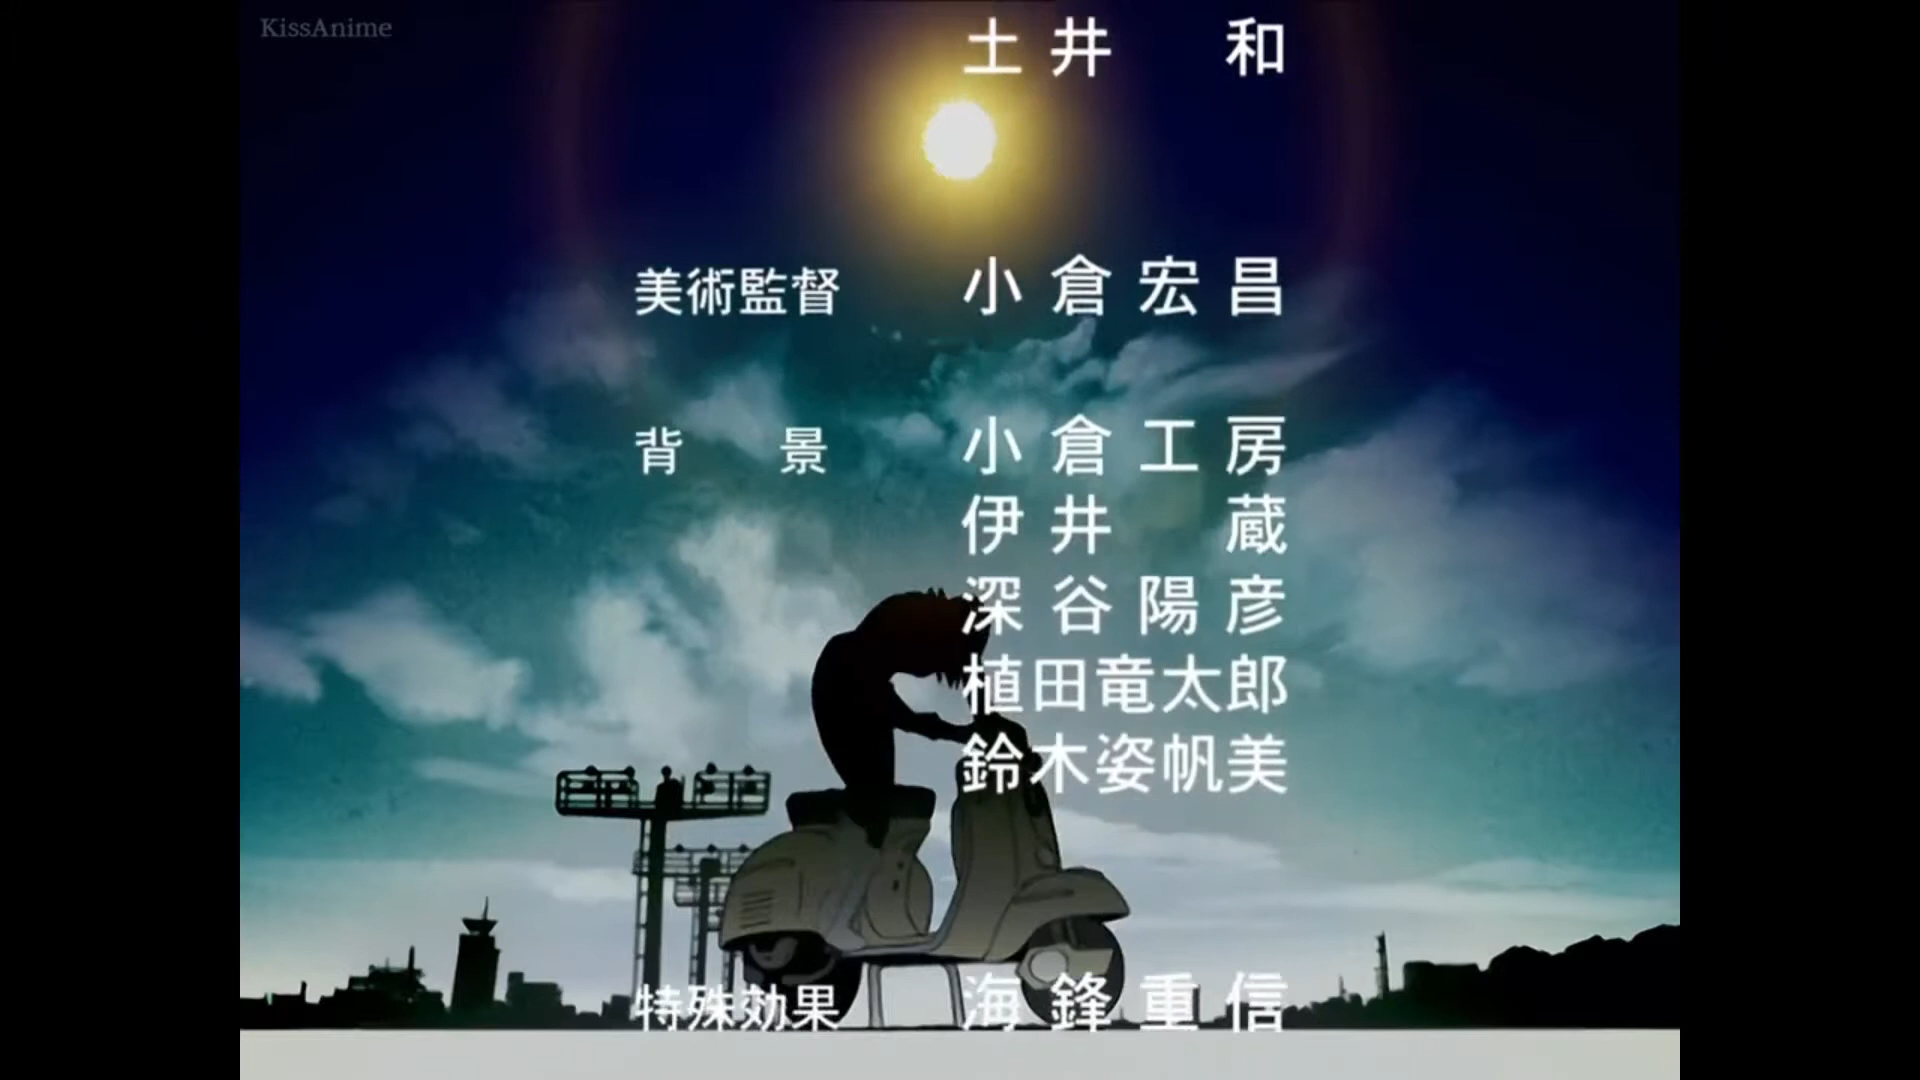 KissAnime
土井 和
美術監督 小倉宏昌
背景 小倉工房
伊井 蔵
深谷陽彦
植田竜太郎
鈴木姿帆美
特殊効果 海鋒重信